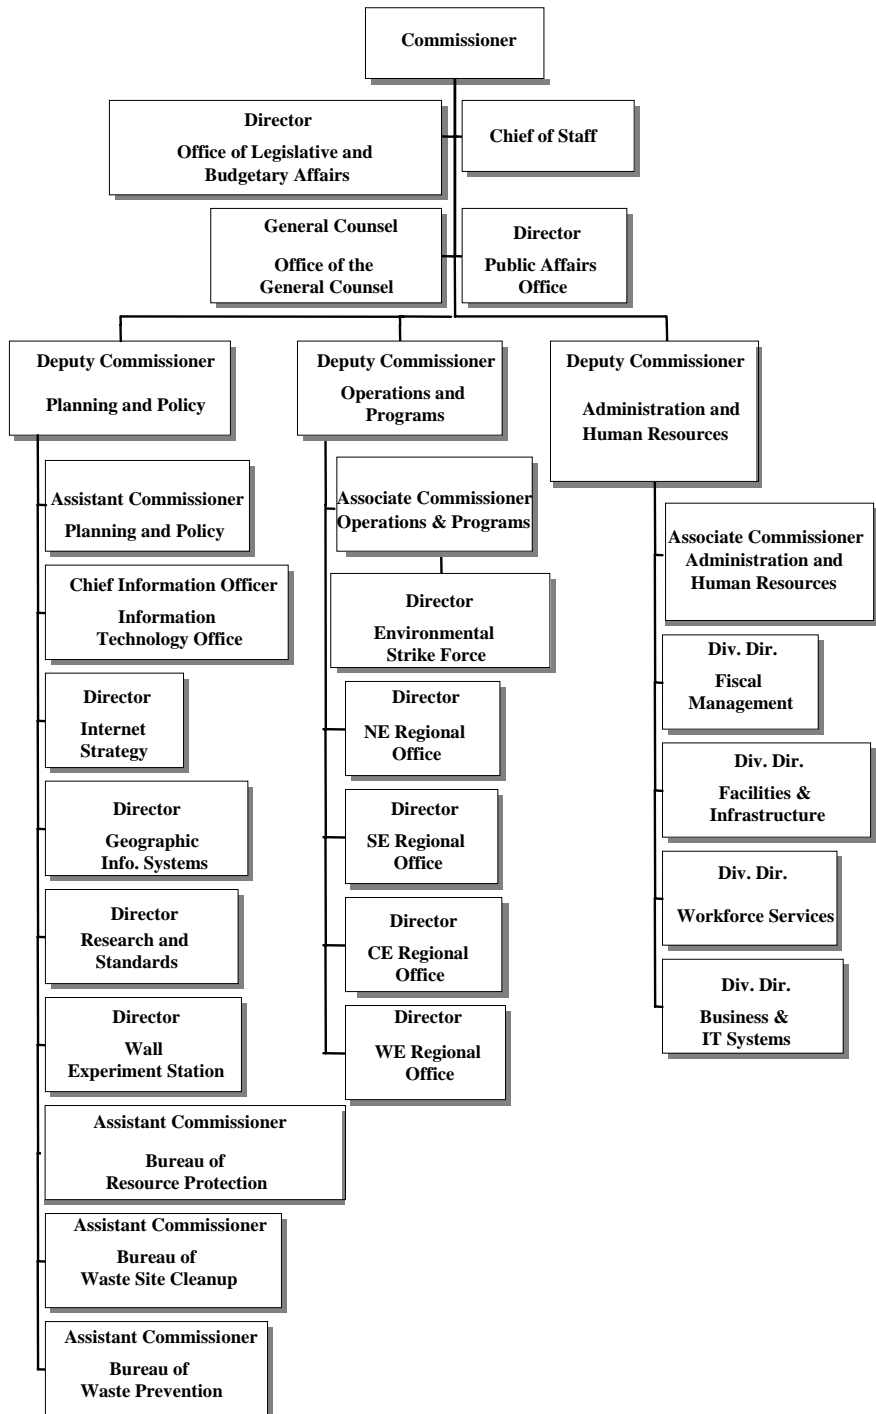 Commissioner
Director
Office of Legislative and
Budgetary Affairs
Chief of Staff
General Counsel
Office of the
General Counsel
Director
Public Affairs
Office
Deputy Commissioner
Planning and Policy
Deputy Commissioner
Operations and
Programs
Deputy Commissioner
Administration and
Human Resources
Assistant Commissioner
Planning and Policy
Chief Information Officer
Information
Technology Office
Director
Internet
Strategy
Director
Geographic
Info. Systems
Director
Research and
Standards
Director
Wall
Experiment Station
Assistant Commissioner
Bureau of
Resource Protection
Assistant Commissioner
Bureau of
Waste Site Cleanup
Assistant Commissioner
Bureau of
Waste Prevention
Associate Commissioner
Operations & Programs
Director
Environmental
Strike Force
Director
NE Regional
Office
Director
SE Regional
Office
Director
CE Regional
Office
Director
WE Regional
Office
Associate Commissioner
Administration and
Human Resources
Div. Dir.
Fiscal
Management
Div. Dir.
Facilities &
Infrastructure
Div. Dir.
Workforce Services
Div. Dir.
Business &
IT Systems